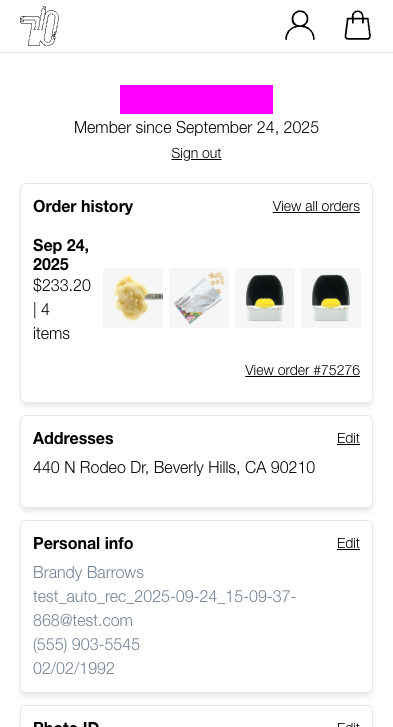 Member since September 24, 2025
Sign out
Order history
View all orders
Sep 24,
2025
$233.20
| 4
items
View order #75276
Addresses
Edit
440 N Rodeo Dr, Beverly Hills, CA 90210
Personal info
Edit
Brandy Barrows
test_auto_rec_2025-09-24_15-09-37-
868@test.com
(555) 903-5545
02/02/1992
Photo ID
Edit